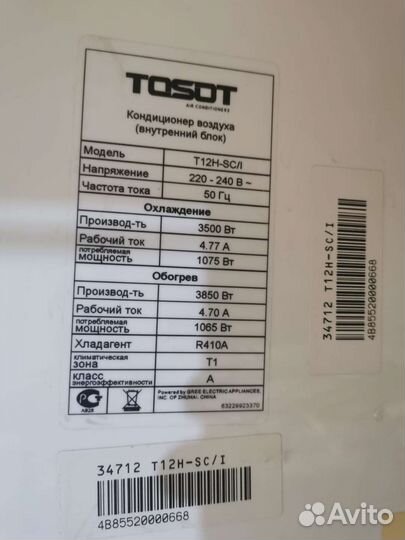 TOSOT
AIR CONDITIONERS
Кондиционер воздуха
(внутренний блок)
Модель T12H-SC/I
Напряжение 220 - 240 В ~
Частота тока 50 Гц
Охлаждение
Производ-ть 3500 Вт
Рабочий ток 4.77 А
потребляемая мощность 1075 Вт
Обогрев
Производ-ть 3850 Вт
Рабочий ток 4.70 А
потребляемая мощность 1065 Вт
Хладагент R410A
климатическая зона T1
класс энергоэффективности A
Powered by GREE ELECTRIC APPLIANCES,
INC. OF ZHUHAI, CHINA
63229923370
34712 T12H-SC/I
4B85520000668
34712 T12H-SC/I
4B85520000668
Avito